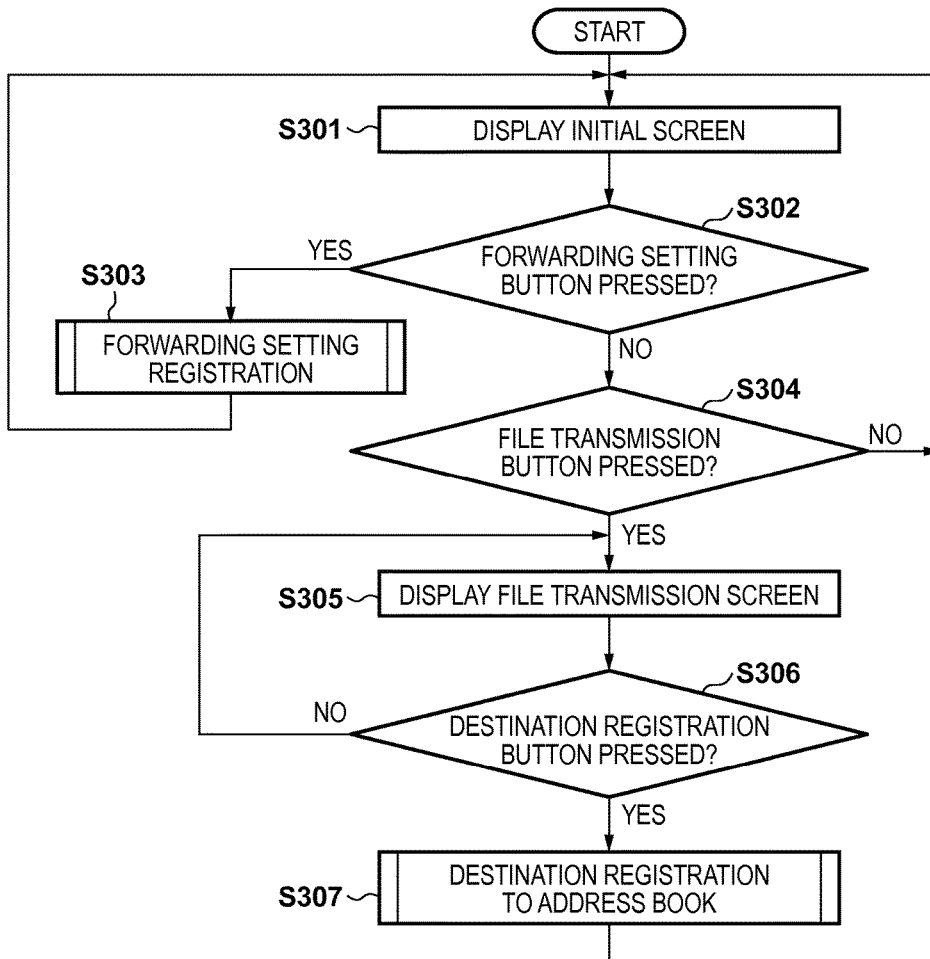 START
S301
DISPLAY INITIAL SCREEN
S302
YES
FORWARDING SETTING
BUTTON PRESSED?
S303
FORWARDING SETTING
REGISTRATION
NO
S304
FILE TRANSMISSION
BUTTON PRESSED?
NO
YES
S305
DISPLAY FILE TRANSMISSION SCREEN
S306
NO
DESTINATION REGISTRATION
BUTTON PRESSED?
YES
S307
DESTINATION REGISTRATION
TO ADDRESS BOOK